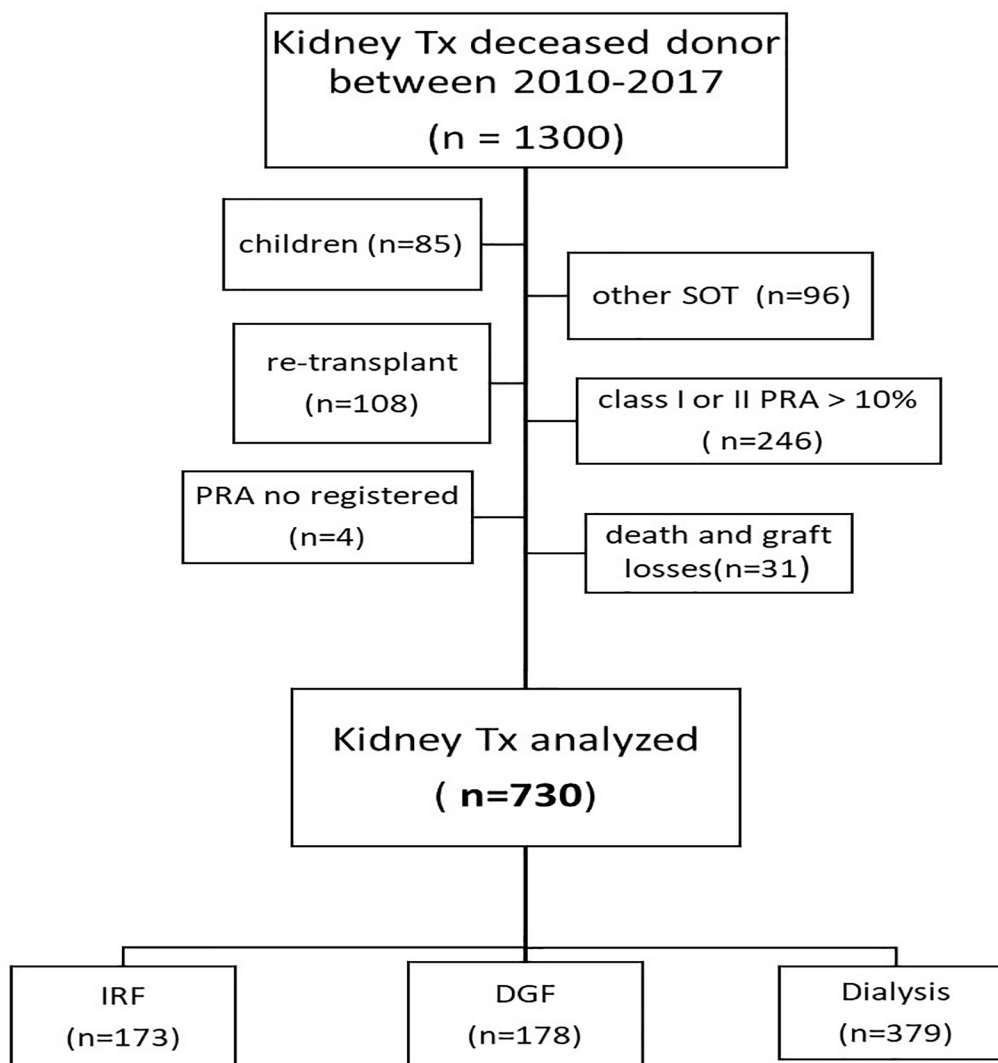 Kidney Tx deceased donor
between 2010-2017
(n = 1300)
children (n=85)
other SOT (n=96)
re-transplant
(n=108)
class I or II PRA > 10%
( n=246)
PRA no registered
(n=4)
death and graft
losses(n=31)
Kidney Tx analyzed
( n=730)
IRF
(n=173)
DGF
(n=178)
Dialysis
(n=379)